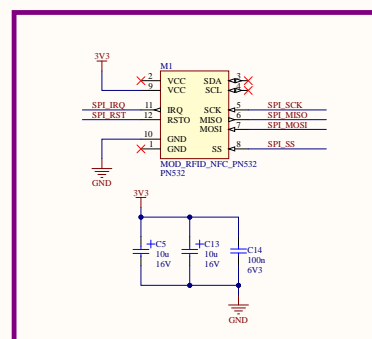 3V3
M1
2 VCC SDA 3
9 VCC SCL 4
SPI_IRQ 11 IRQ SCK 5 SPI_SCK
SPI_RST 12 RSTO MISO 6 SPI_MISO
MOSI 7 SPI_MOSI
10 GND
1 GND SS 8 SPI_SS
MOD_RFID_NFC_PN532
PN532
GND
3V3
C5 C13 C14
10u 10u 100n
16V 16V 6V3
GND